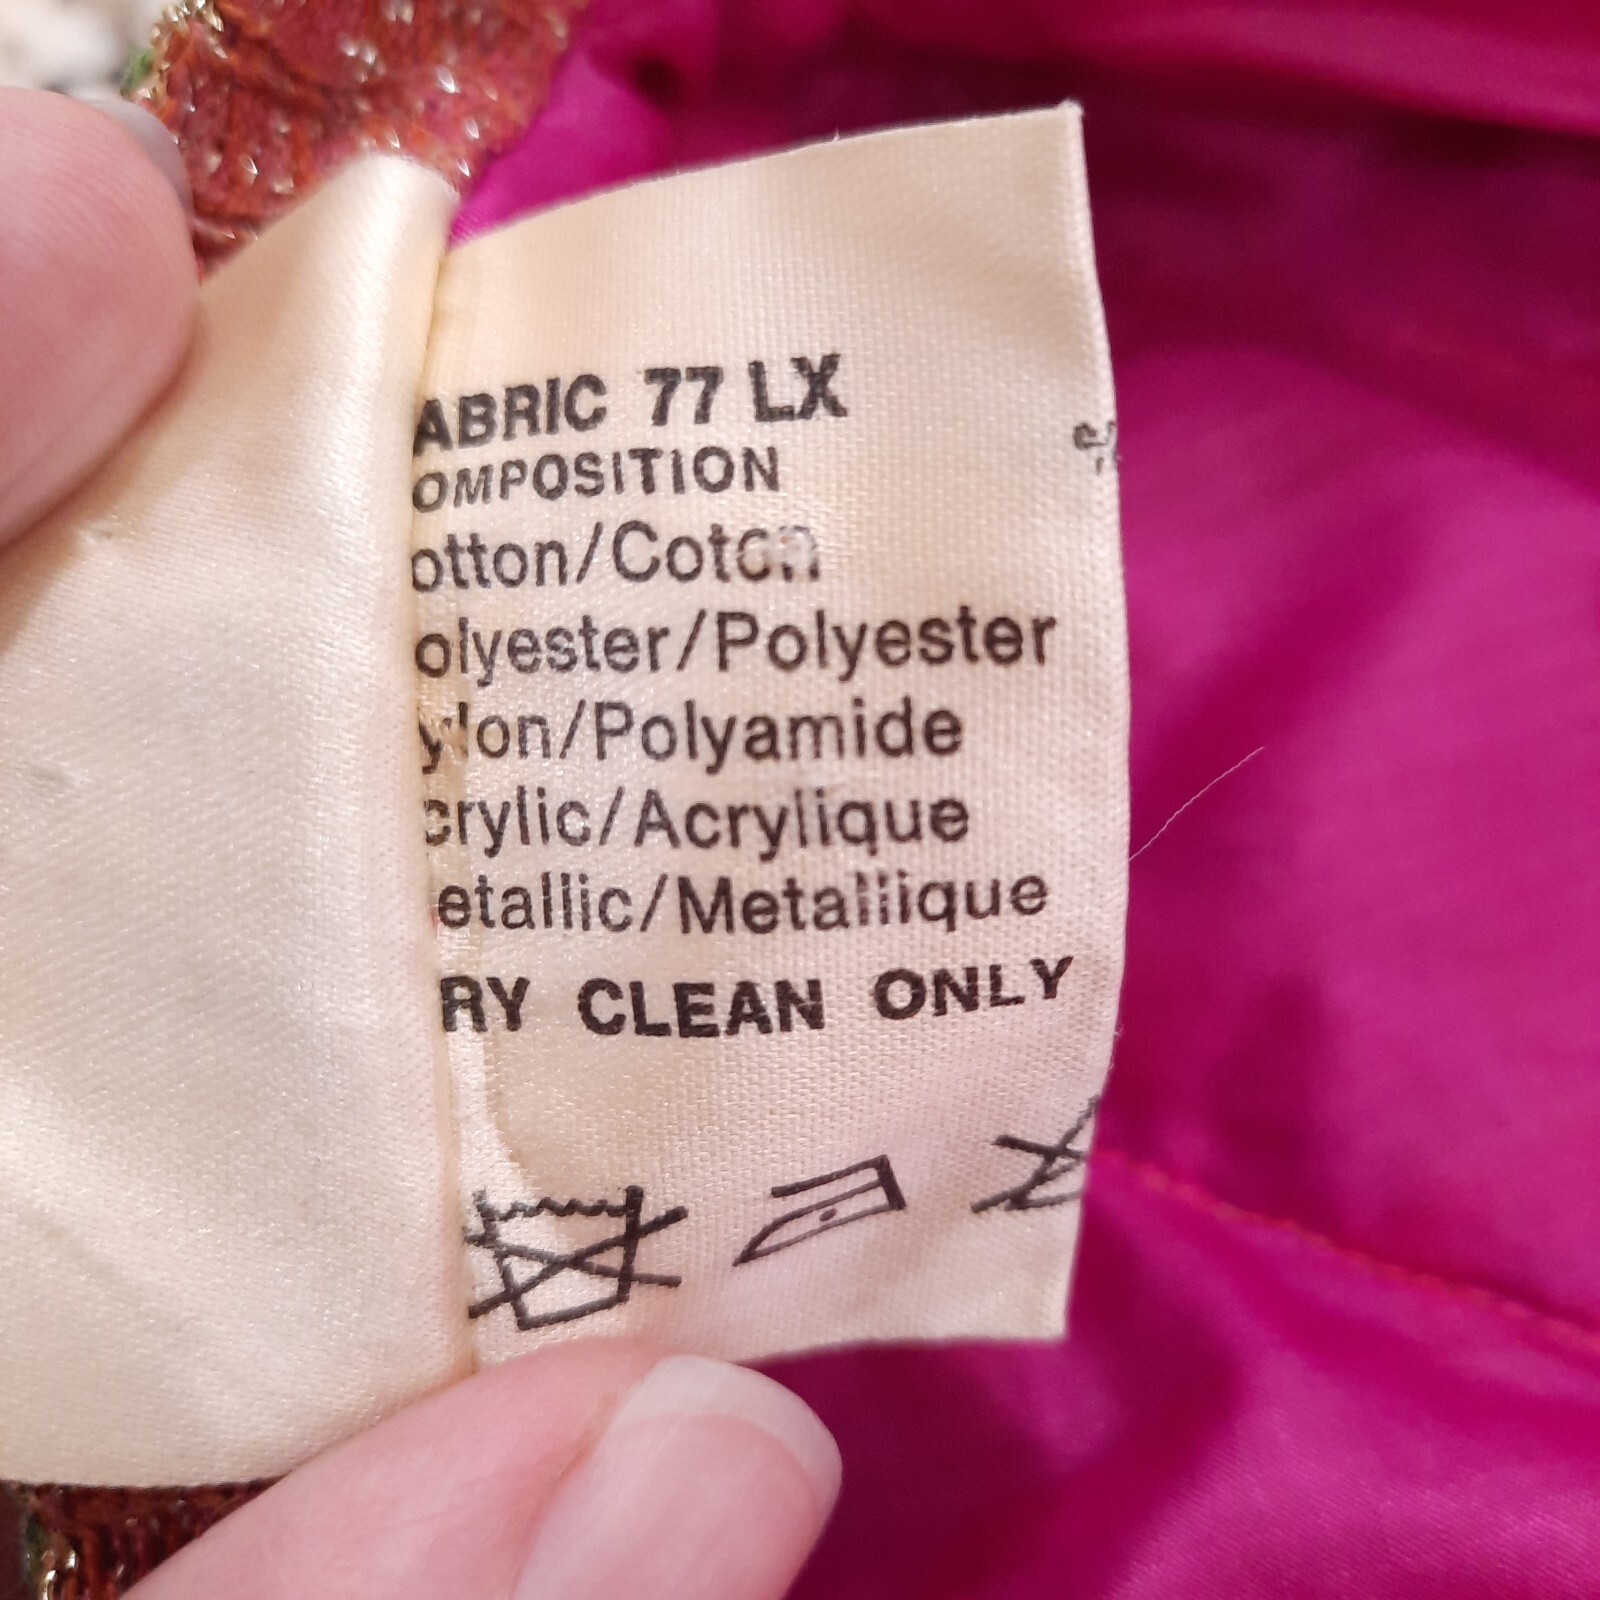 ABRIC 77 LX
OMPOSITION %
otton/Coton
olyester/Polyester
ylon/Polyamide
crylic/Acrylique
etallic/Metallique
RY CLEAN ONLY